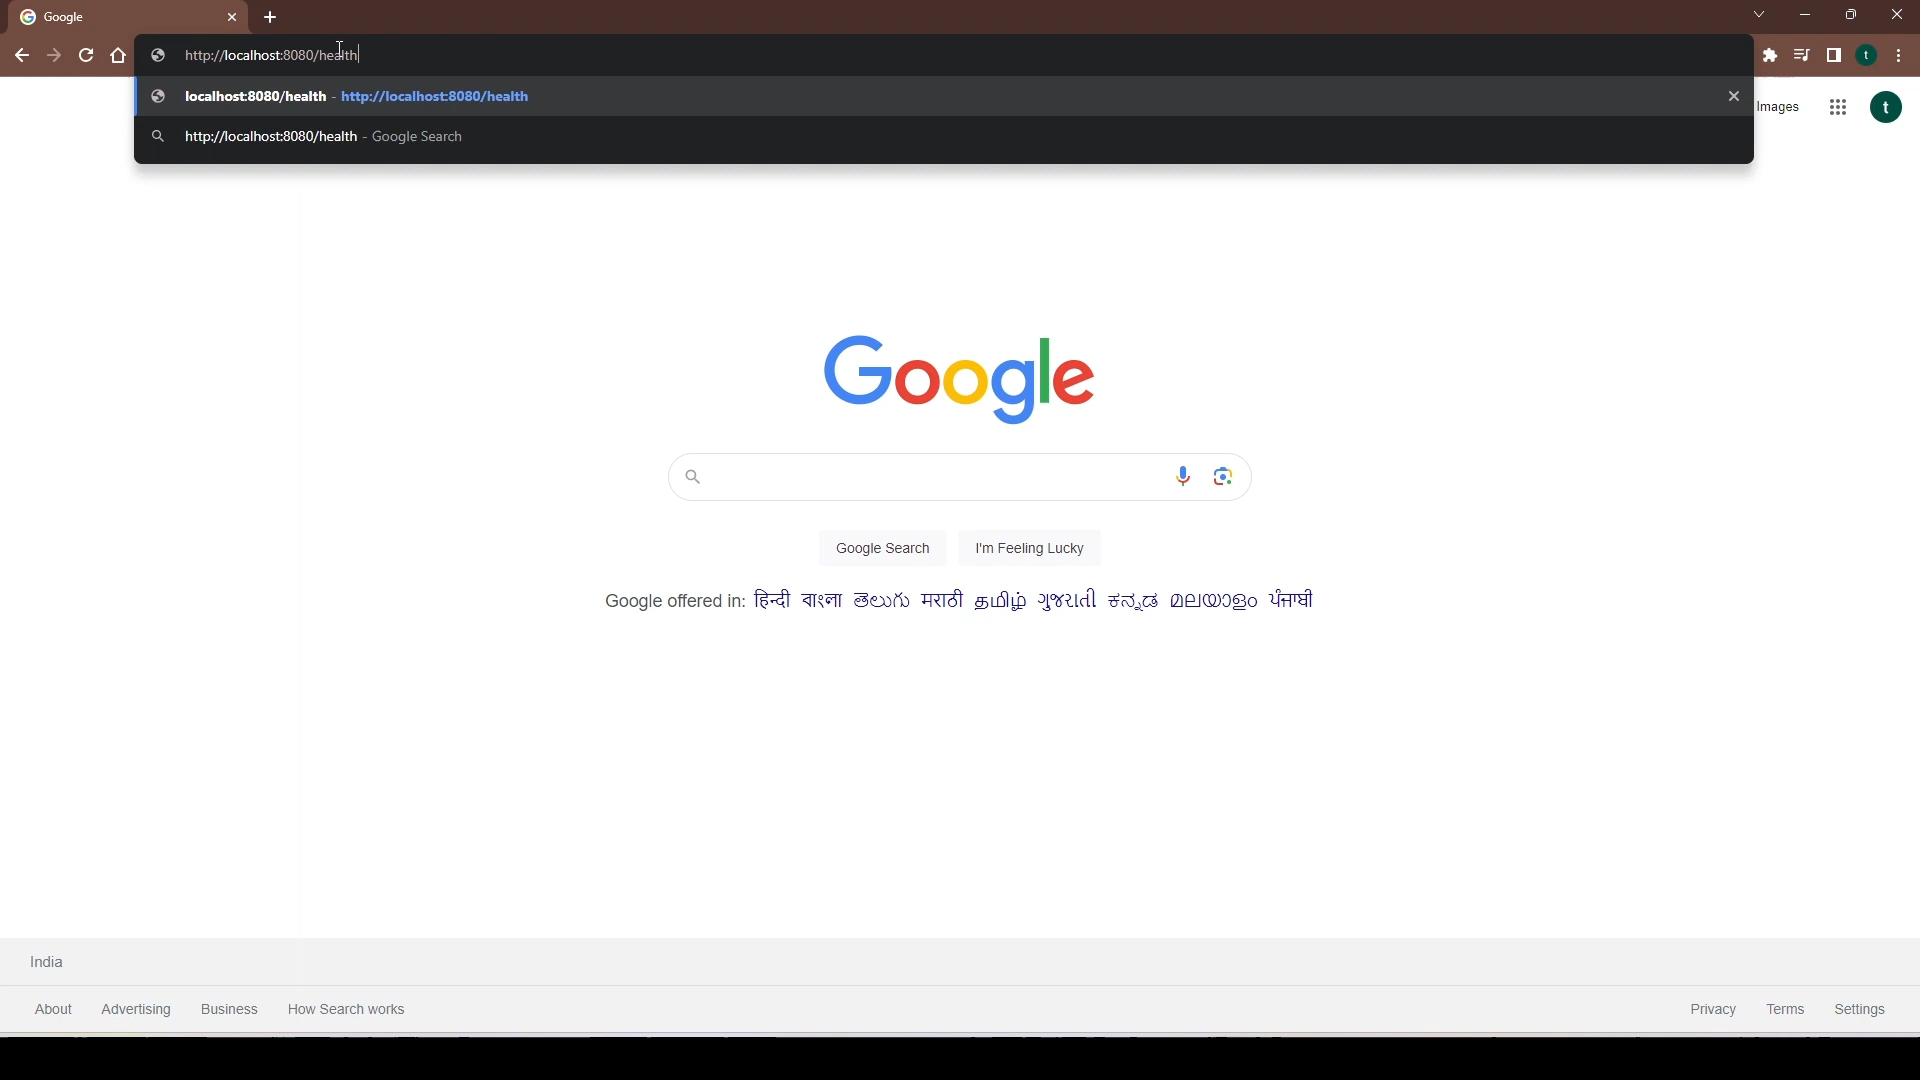 Google
http://localhost:8080/health
localhost:8080/health - http://localhost:8080/health
http://localhost:8080/health - Google Search
t
Images
t
Google
Google Search
I'm Feeling Lucky
Google offered in: हिन्दी বাংলা తెలుగు मराठी தமிழ் ગુજરાતી ಕನ್ನಡ മലയാളം ਪੰਜਾਬੀ
India
About
Advertising
Business
How Search works
Privacy
Terms
Settings